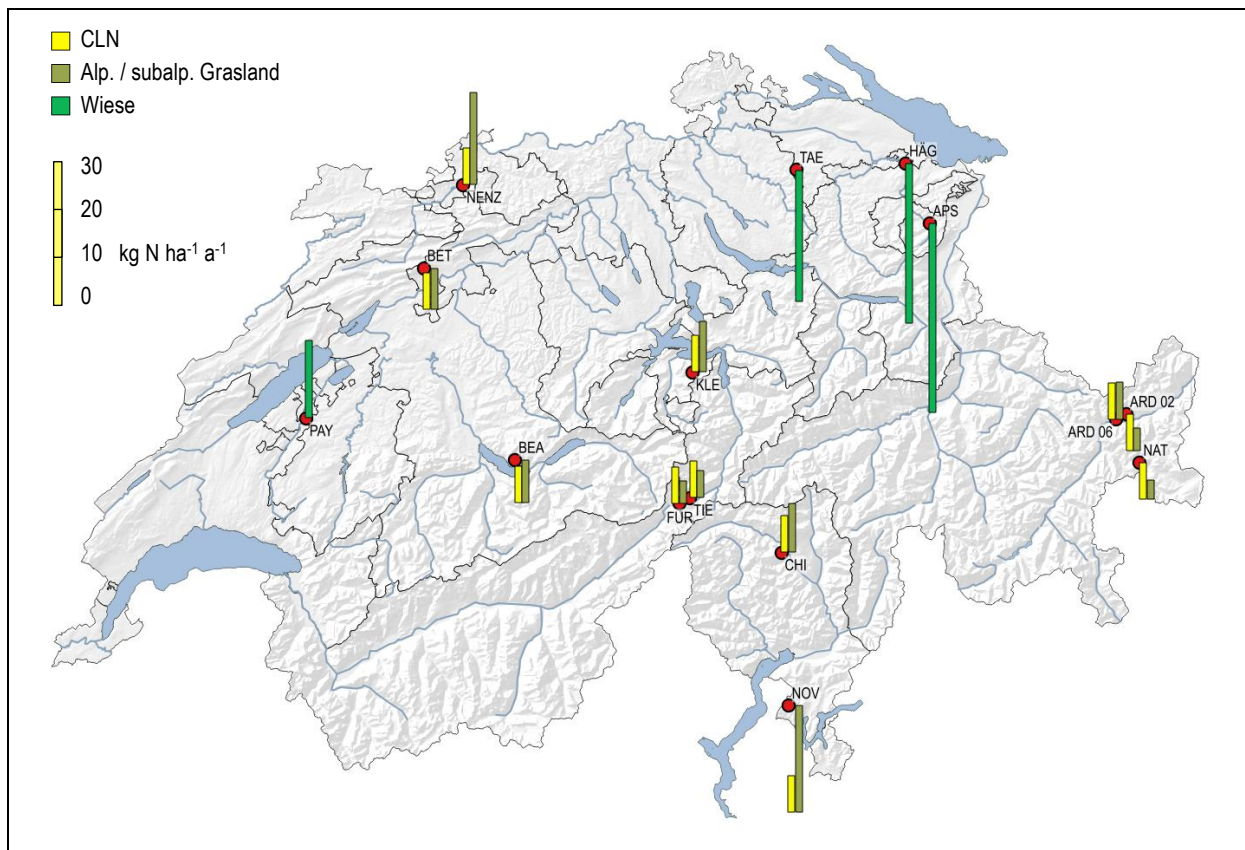 CLN
Alp. / subalp. Grasland
Wiese
30
20
10 kg N ha⁻¹ a⁻¹
0
TAE
HÄG
NENZ
APS
BET
KLE
PAY
ARD 02
ARD 06
BEA
NAT
FUR
TIE
CHI
NOV